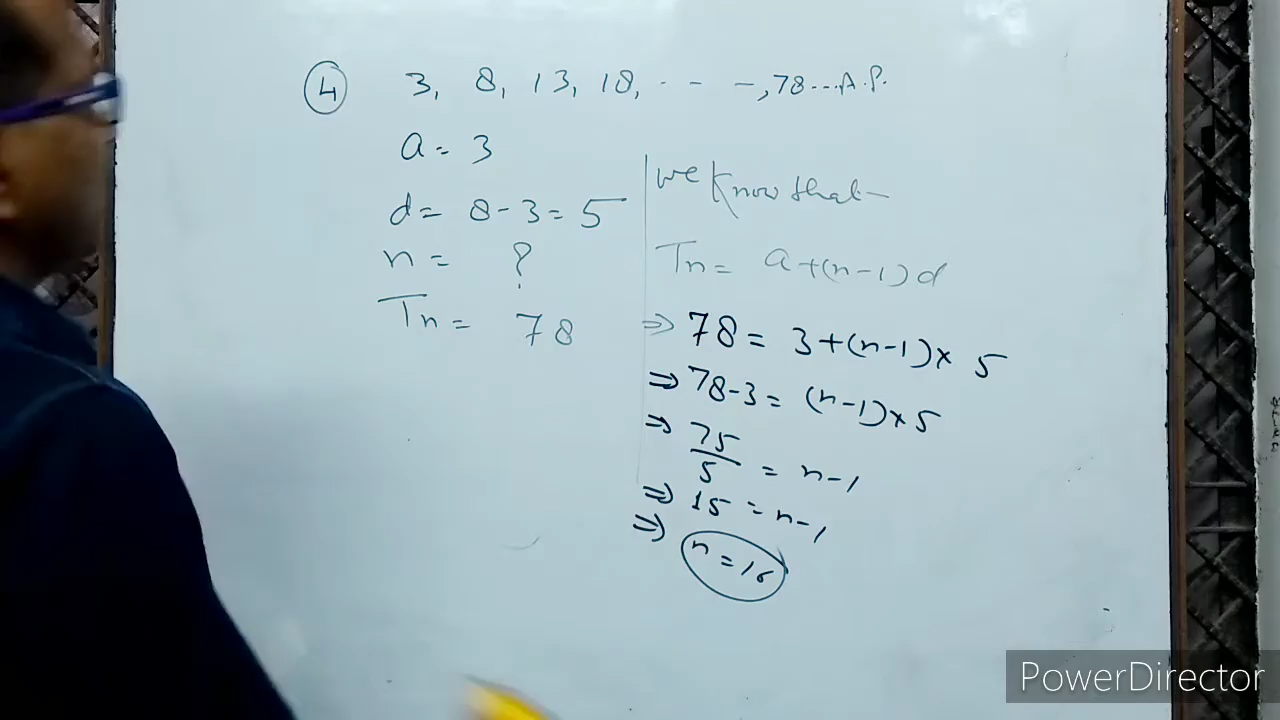 ④ 3, 8, 13, 18, - - -, 78 ... A.P.
a = 3
d = 8 - 3 = 5
n = ?
Tn = 78
we know that -
Tn = a + (n-1) d
⇒ 78 = 3 + (n-1) × 5
⇒ 78-3 = (n-1) × 5
⇒ 75/5 = n-1
⇒ 15 = n-1
⇒ n = 16
PowerDirector